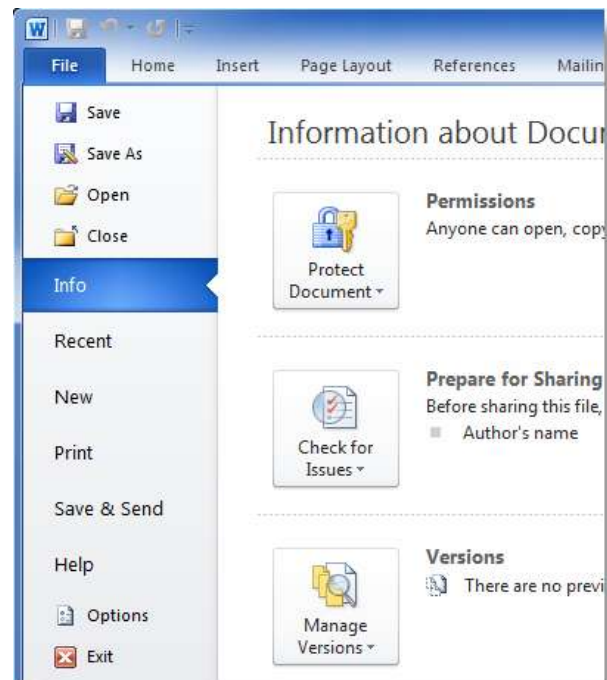 W
File Home Insert Page Layout References Mailin
Save
Save As
Open
Close
Info
Recent
New
Print
Save & Send
Help
Options
Exit
Information about Docu
Protect
Document
Permissions
Anyone can open, copy
Check for
Issues
Prepare for Sharing
Before sharing this file,
Author's name
Manage
Versions
Versions
There are no previ